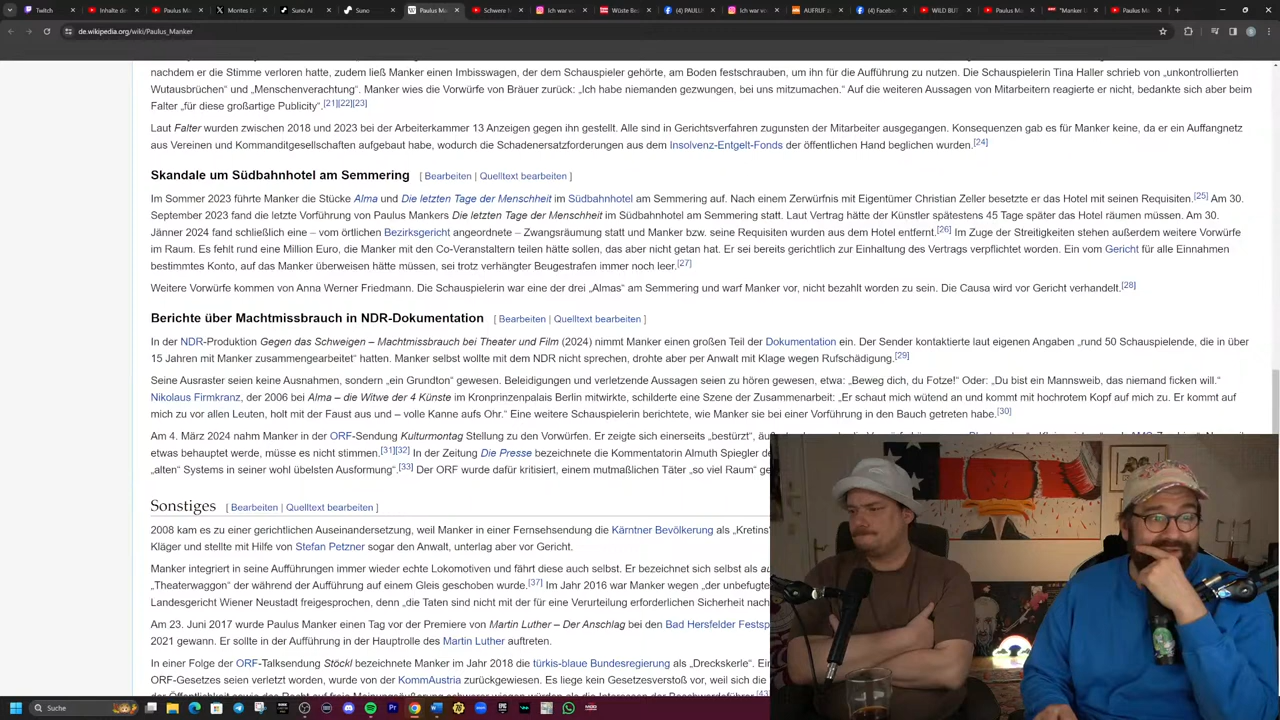 Twitch
Inhalte de
Paulus M
Montes E
Suno AI
Suno
Paulus Ma
Schwere
Ich war vo
Wüste Be
(4) PAUL
Ich war vo
AUFRUF z
(4) Faceb
WILD BU
Paulus M
"Manker U
Paulus M
de.wikipedia.org/wiki/Paulus_Manker
nachdem er die Stimme verloren hatte, zudem ließ Manker einen Imbisswagen, der dem Schauspieler gehörte, am Boden festschrauben, um ihn für die Aufführung zu nutzen. Die Schauspielerin Tina Haller schrieb von „unkontrollierten
Wutausbrüchen“ und „Menschenverachtung“. Manker wies die Vorwürfe von Bräuer zurück: „Ich habe niemanden gezwungen, bei uns mitzumachen.“ Auf die weiteren Aussagen von Mitarbeitern reagierte er nicht, bedankte sich aber beim
Falter „für diese großartige Publicity“.[21][22][23]
Laut Falter wurden zwischen 2018 und 2023 bei der Arbeiterkammer 13 Anzeigen gegen ihn gestellt. Alle sind in Gerichtsverfahren zugunsten der Mitarbeiter ausgegangen. Konsequenzen gab es für Manker keine, da er ein Auffangnetz
aus Vereinen und Kommanditgesellschaften aufgebaut habe, wodurch die Schadenersatzforderungen aus dem Insolvenz-Entgelt-Fonds der öffentlichen Hand beglichen wurden.[24]
Skandale um Südbahnhotel am Semmering [ Bearbeiten | Quelltext bearbeiten ]
Im Sommer 2023 führte Manker die Stücke Alma und Die letzten Tage der Menschheit im Südbahnhotel am Semmering auf. Nach einem Zerwürfnis mit Eigentümer Christian Zeller besetzte er das Hotel mit seinen Requisiten.[25] Am 30.
September 2023 fand die letzte Vorführung von Paulus Mankers Die letzten Tage der Menschheit im Südbahnhotel am Semmering statt. Laut Vertrag hätte der Künstler spätestens 45 Tage später das Hotel räumen müssen. Am 30.
Jänner 2024 fand schließlich eine – vom örtlichen Bezirksgericht angeordnete – Zwangsräumung statt und Manker bzw. seine Requisiten wurden aus dem Hotel entfernt.[26] Im Zuge der Streitigkeiten stehen außerdem weitere Vorwürfe
im Raum. Es fehlt rund eine Million Euro, die Manker mit den Co-Veranstaltern teilen hätte sollen, das aber nicht getan hat. Er sei bereits gerichtlich zur Einhaltung des Vertrags verpflichtet worden. Ein vom Gericht für alle Einnahmen
bestimmtes Konto, auf das Manker überweisen hätte müssen, sei trotz verhängter Beugestrafen immer noch leer.[27]
Weitere Vorwürfe kommen von Anna Werner Friedmann. Die Schauspielerin war eine der drei „Almas“ am Semmering und warf Manker vor, nicht bezahlt worden zu sein. Die Causa wird vor Gericht verhandelt.[28]
Berichte über Machtmissbrauch in NDR-Dokumentation [ Bearbeiten | Quelltext bearbeiten ]
In der NDR-Produktion Gegen das Schweigen – Machtmissbrauch bei Theater und Film (2024) nimmt Manker einen großen Teil der Dokumentation ein. Der Sender kontaktierte laut eigenen Angaben „rund 50 Schauspielende, die in über
15 Jahren mit Manker zusammengearbeitet“ hatten. Manker selbst wollte mit dem NDR nicht sprechen, drohte aber per Anwalt mit Klage wegen Rufschädigung.[29]
Seine Ausraster seien keine Ausnahmen, sondern „ein Grundton“ gewesen. Beleidigungen und verletzende Aussagen seien zu hören gewesen, etwa: „Beweg dich, du Fotze!“ Oder: „Du bist ein Mannsweib, das niemand ficken will.“
Nikolaus Firmkranz, der 2006 bei Alma – die Witwe der 4 Künste im Kronprinzenpalais Berlin mitwirkte, schilderte eine Szene der Zusammenarbeit: „Er schaut mich wütend an und kommt mit hochrotem Kopf auf mich zu. Er kommt auf
mich zu vor allen Leuten, holt mit der Faust aus und – volle Kanne aufs Ohr.“ Eine weitere Schauspielerin berichtete, wie Manker sie bei einer Vorführung in den Bauch getreten habe.[30]
Am 4. März 2024 nahm Manker in der ORF-Sendung Kulturmontag Stellung zu den Vorwürfen. Er zeigte sich einerseits „bestürzt“,
etwas behauptet werde, müsse es nicht stimmen.[31][32] In der Zeitung Die Presse bezeichnete die Kommentatorin Almuth Spiegler de
„alten“ Systems in seiner wohl übelsten Ausformung“.[33] Der ORF wurde dafür kritisiert, einem mutmaßlichen Täter „so viel Raum“ ge
Sonstiges [ Bearbeiten | Quelltext bearbeiten ]
2008 kam es zu einer gerichtlichen Auseinandersetzung, weil Manker in einer Fernsehsendung die Kärntner Bevölkerung als „Kretins“
Kläger und stellte mit Hilfe von Stefan Petzner sogar den Anwalt, unterlag aber vor Gericht.
Manker integriert in seine Aufführungen immer wieder echte Lokomotiven und fährt diese auch selbst. Er bezeichnet sich selbst als au
„Theaterwaggon“ der während der Aufführung auf einem Gleis geschoben wurde.[37] Im Jahr 2016 war Manker wegen „der unbefugte
Landesgericht Wiener Neustadt freigesprochen, denn „die Taten sind nicht mit der für eine Verurteilung erforderlichen Sicherheit nach
Am 23. Juni 2017 wurde Paulus Manker einen Tag vor der Premiere von Martin Luther – Der Anschlag bei den Bad Hersfelder Festsp
2021 gewann. Er sollte in der Aufführung in der Hauptrolle des Martin Luther auftreten.
In einer Folge der ORF-Talksendung Stöckl bezeichnete Manker im Jahr 2018 die türkis-blaue Bundesregierung als „Dreckskerle“. Ein
ORF-Gesetzes seien verletzt worden, wurde von der KommAustria zurückgewiesen. Es liege kein Gesetzesverstoß vor, weil sich die
Suche